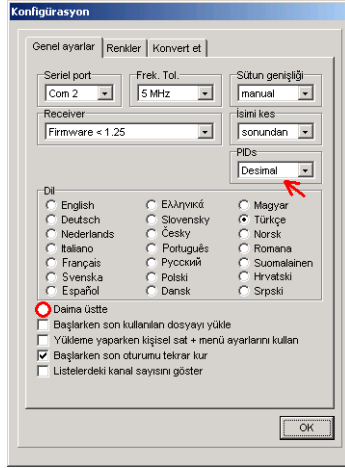 Konfigürasyon
Genel ayarlar Renkler Konvert et
Seriel port Frek. Tol. Sütun genişliği
Com 2 5 MHz manual
Receiver İsimi kes
Firmware < 1.25 sonundan
PIDs
Desimal
Dil
English Ελληνικά Magyar
Deutsch Slovensky Türkçe
Nederlands Česky Norsk
Italiano Português Romana
Français Русский Suomalainen
Svenska Polski Hrvatski
Español Dansk Srpski
Daima üstte
Başlarken son kullanılan dosyayı yükle
Yükleme yaparken kişisel sat + menü ayarlarını kullan
Başlarken son oturumu tekrar kur
Listelerdeki kanal sayısını göster
OK